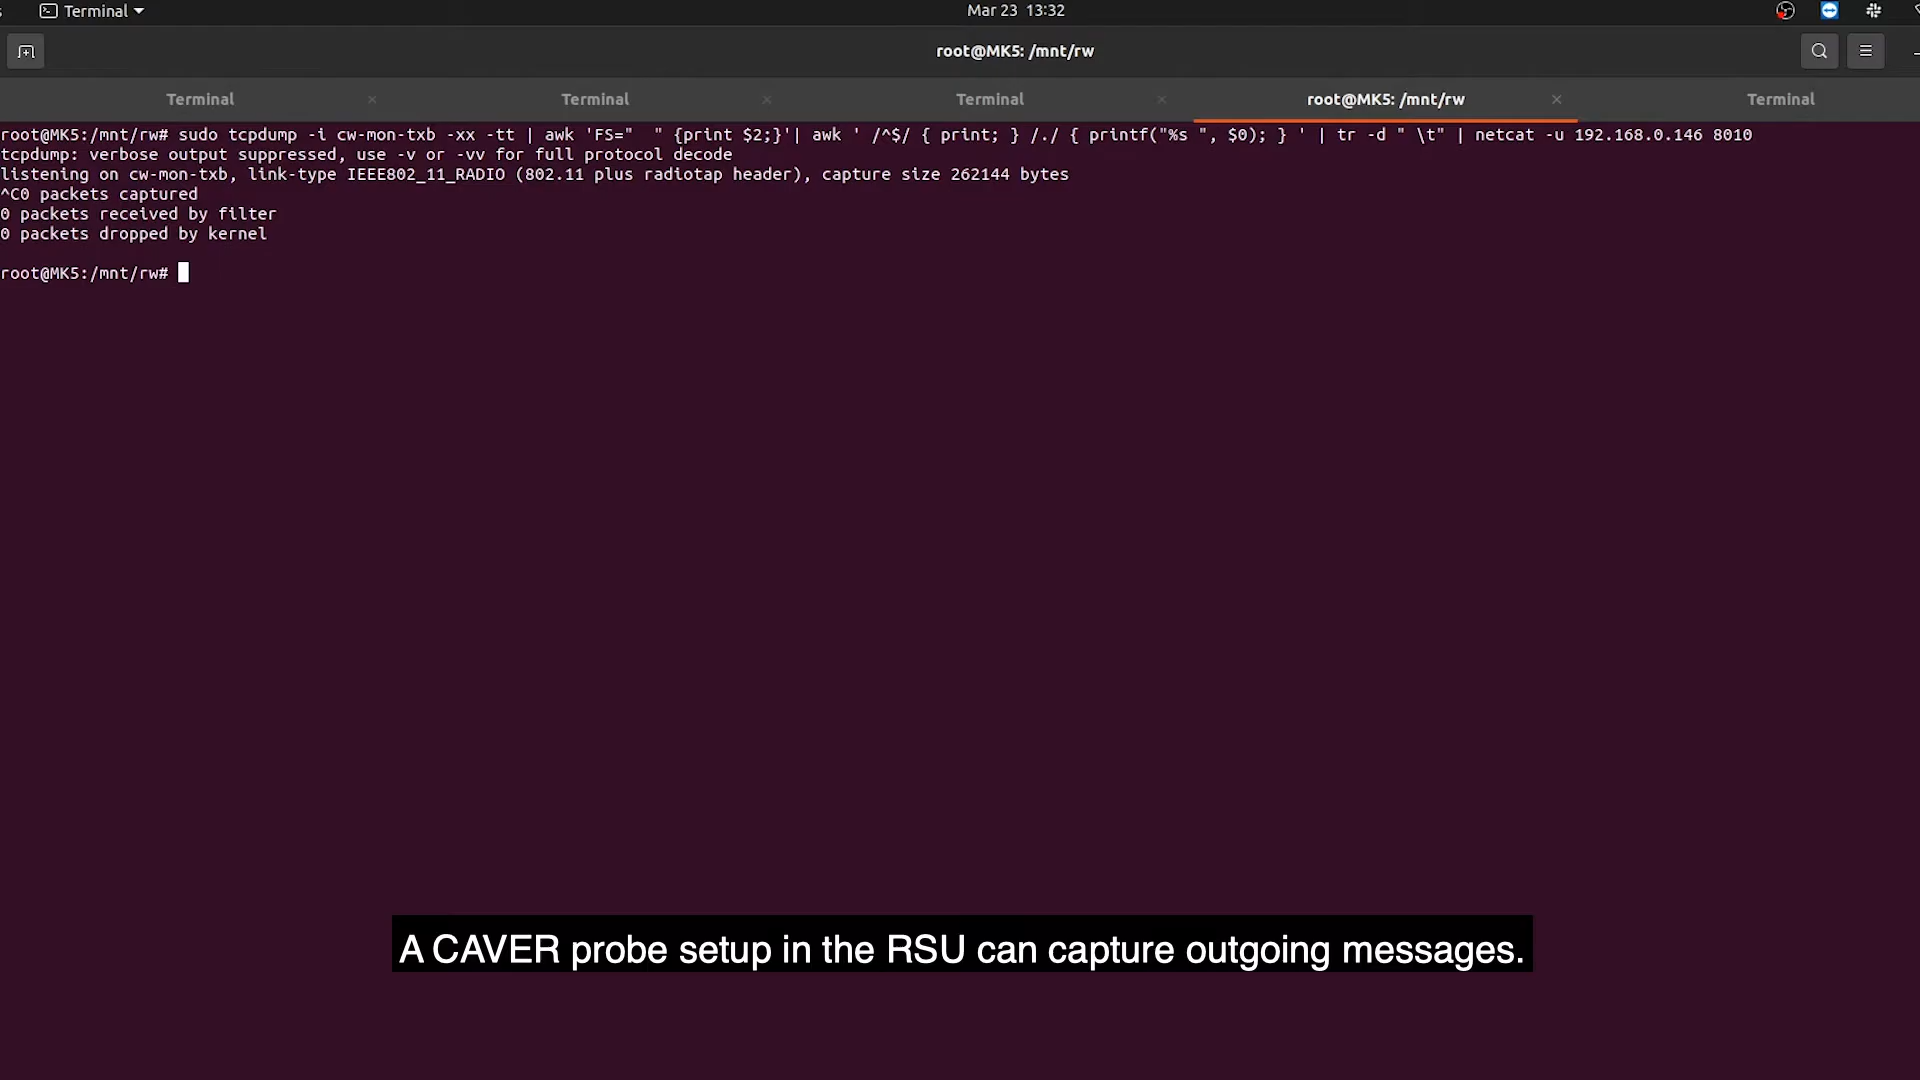 Terminal
Mar 23 13:32
root@MK5: /mnt/rw
Terminal Terminal Terminal root@MK5: /mnt/rw Terminal
root@MK5:/mnt/rw# sudo tcpdump -i cw-mon-txb -xx -tt | awk 'FS="  " {print $2;}'| awk ' /^$/ { print; } /./ { printf("%s ", $0); } ' | tr -d " \t" | netcat -u 192.168.0.146 8010
tcpdump: verbose output suppressed, use -v or -vv for full protocol decode
listening on cw-mon-txb, link-type IEEE802_11_RADIO (802.11 plus radiotap header), capture size 262144 bytes
^C0 packets captured
0 packets received by filter
0 packets dropped by kernel
root@MK5:/mnt/rw#
A CAVER probe setup in the RSU can capture outgoing messages.